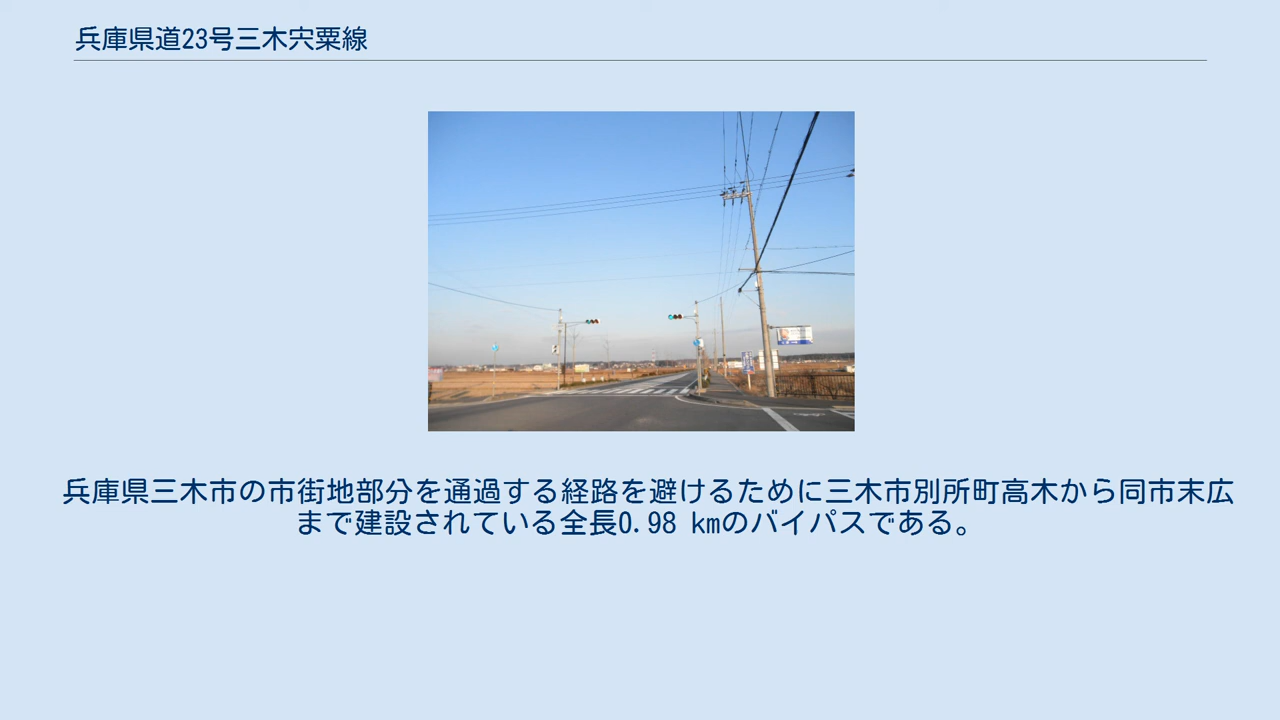 兵庫県道23号三木宍粟線
兵庫県三木市の市街地部分を通過する経路を避けるために三木市別所町高木から同市末広
まで建設されている全長0.98 kmのバイパスである。